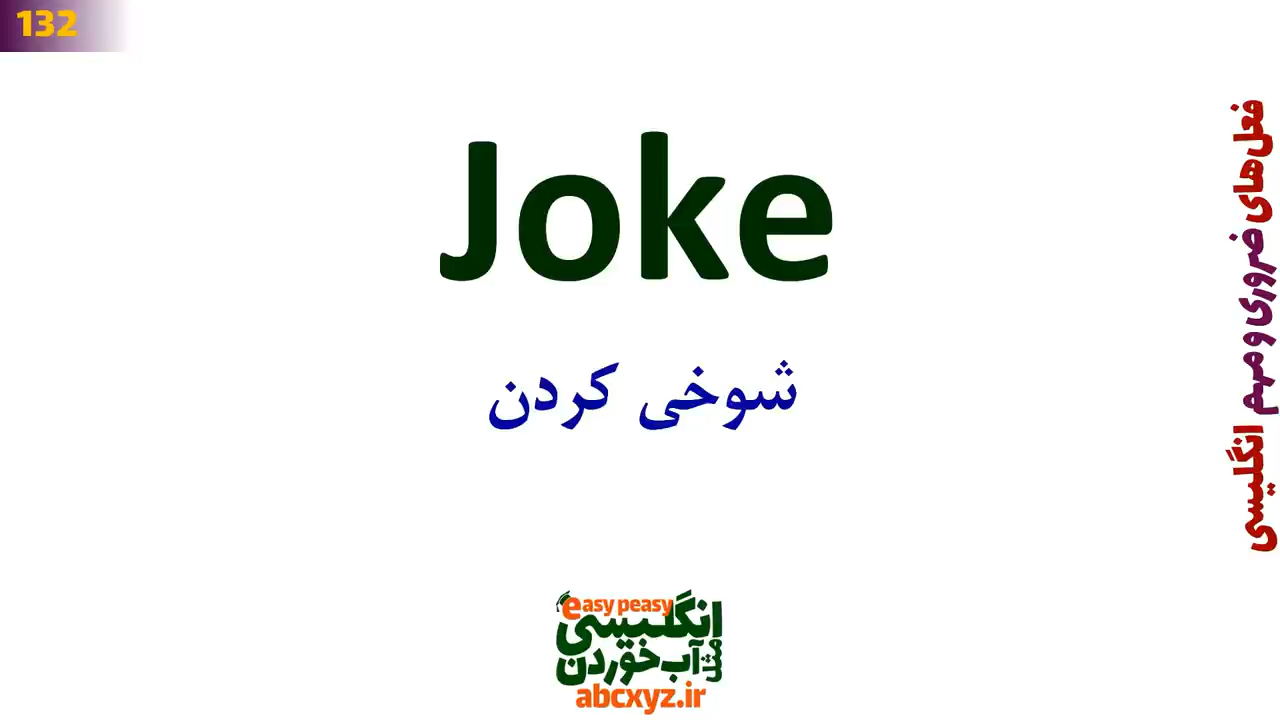 132
Joke
شوخی کردن
فعل‌های ضروری و مهم انگلیسی
easy peasy
انگلیسی
مثل آب خوردن
abcxyz.ir